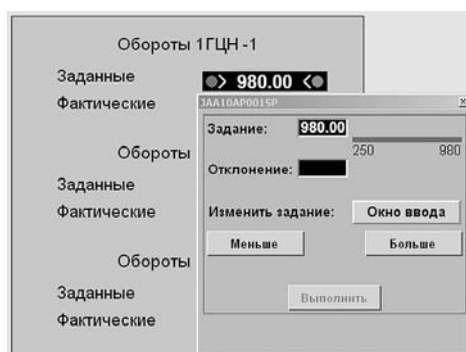 Обороты 1ГЦН -1
Заданные 980.00
Фактические
JAA10AP001SP x
Задание: 980.00
250 980
Обороты
Отклонение:
Заданные
Фактические
Изменить задание: Окно ввода
Меньше Больше
Обороты
Заданные
Выполнить
Фактические